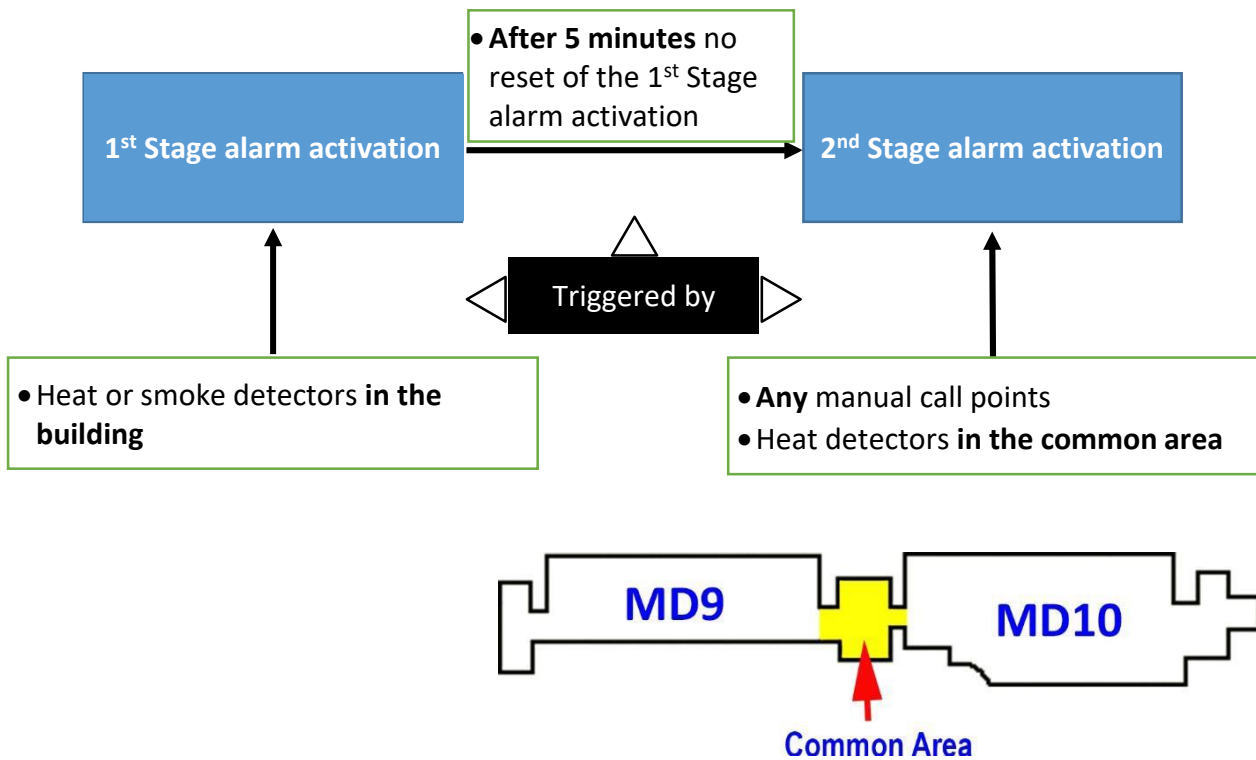 • After 5 minutes no
reset of the 1st Stage
alarm activation
1st Stage alarm activation
2nd Stage alarm activation
Triggered by
• Heat or smoke detectors in the
building
• Any manual call points
• Heat detectors in the common area
MD9
MD10
Common Area